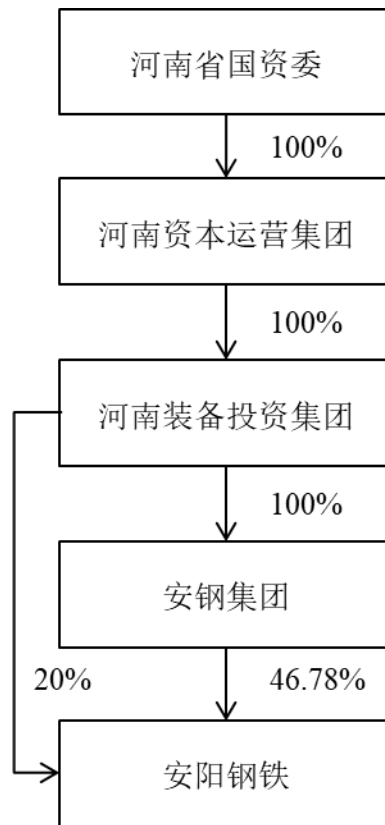 河南省国资委
100%
河南资本运营集团
100%
河南装备投资集团
100%
安钢集团
20%
46.78%
安阳钢铁